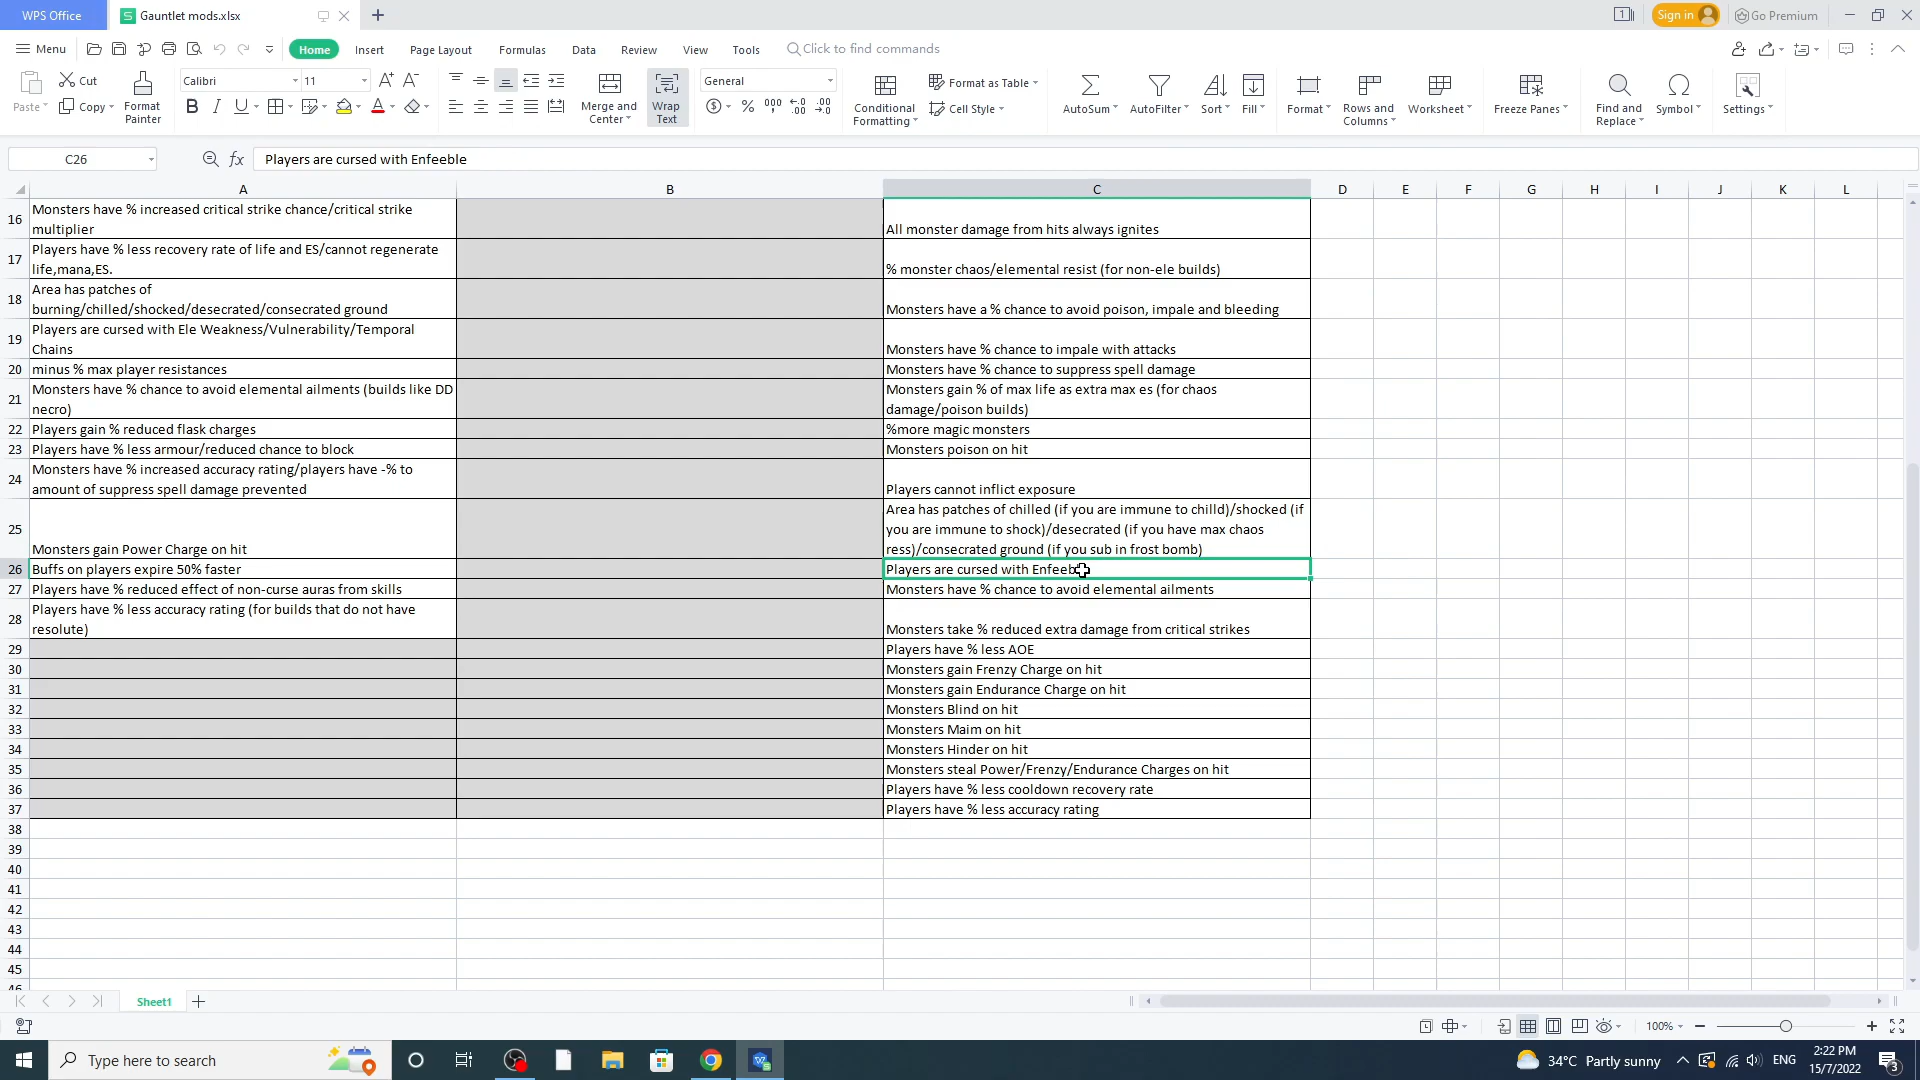 WPS Office
Gauntlet mods.xlsx
1
Sign in
Go Premium
Menu
Home
Insert
Page Layout
Formulas
Data
Review
View
Tools
Click to find commands
Paste
Cut
Copy
Format Painter
Calibri
11
Merge and Center
Wrap Text
General
Conditional Formatting
Format as Table
Cell Style
AutoSum
AutoFilter
Sort
Fill
Format
Rows and Columns
Worksheet
Freeze Panes
Find and Replace
Symbol
Settings
C26
fx
Players are cursed with Enfeeble
A B C D E F G H I J K L
16 Monsters have % increased critical strike chance/critical strike
multiplier
All monster damage from hits always ignites
17 Players have % less recovery rate of life and ES/cannot regenerate
life,mana,ES.
% monster chaos/elemental resist (for non-ele builds)
18 Area has patches of
burning/chilled/shocked/desecrated/consecrated ground
Monsters have a % chance to avoid poison, impale and bleeding
19 Players are cursed with Ele Weakness/Vulnerability/Temporal
Chains
Monsters have % chance to impale with attacks
20 minus % max player resistances
Monsters have % chance to suppress spell damage
21 Monsters have % chance to avoid elemental ailments (builds like DD
necro)
Monsters gain % of max life as extra max es (for chaos
damage/poison builds)
22 Players gain % reduced flask charges
%more magic monsters
23 Players have % less armour/reduced chance to block
Monsters poison on hit
24 Monsters have % increased accuracy rating/players have -% to
amount of suppress spell damage prevented
Players cannot inflict exposure
25 Monsters gain Power Charge on hit
Area has patches of chilled (if you are immune to chilld)/shocked (if
you are immune to shock)/desecrated (if you have max chaos
ress)/consecrated ground (if you sub in frost bomb)
26 Buffs on players expire 50% faster
Players are cursed with Enfeeble
27 Players have % reduced effect of non-curse auras from skills
Monsters have % chance to avoid elemental ailments
28 Players have % less accuracy rating (for builds that do not have
resolute)
Monsters take % reduced extra damage from critical strikes
29 Players have % less AOE
30 Monsters gain Frenzy Charge on hit
31 Monsters gain Endurance Charge on hit
32 Monsters Blind on hit
33 Monsters Maim on hit
34 Monsters Hinder on hit
35 Monsters steal Power/Frenzy/Endurance Charges on hit
36 Players have % less cooldown recovery rate
37 Players have % less accuracy rating
38
39
40
41
42
43
44
45
46
Sheet1
100%
Type here to search
34°C Partly sunny
ENG
2:22 PM
15/7/2022
3